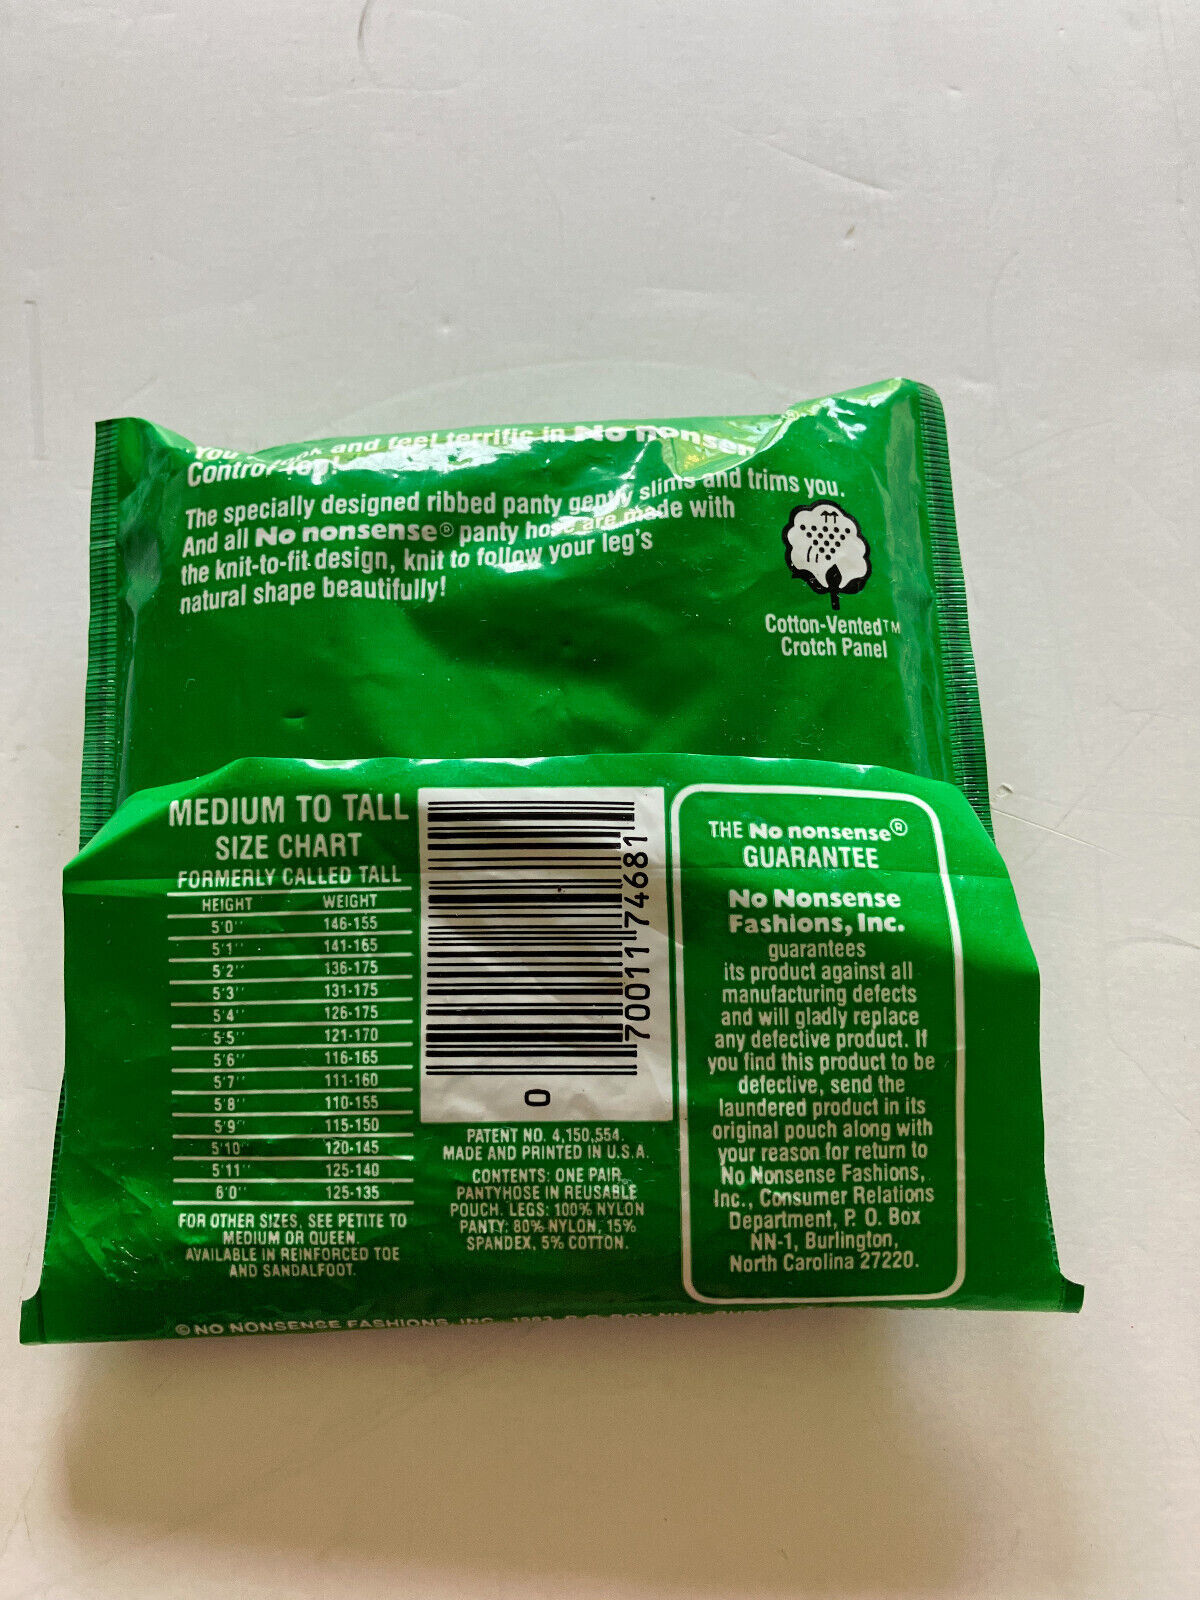 and feel terrific in No nonsen
Control Top!
The specially designed ribbed panty gently slims and trims you.
And all No nonsense® panty hose are made with
the knit-to-fit design, knit to follow your leg's
natural shape beautifully!
Cotton-Vented™
Crotch Panel
MEDIUM TO TALL
SIZE CHART
FORMERLY CALLED TALL
HEIGHT WEIGHT
5'0'' 146-155
5'1'' 141-165
5'2'' 136-175
5'3'' 131-175
5'4'' 126-175
5'5'' 121-170
5'6'' 116-165
5'7'' 111-160
5'8'' 110-155
5'9'' 115-150
5'10'' 120-145
5'11'' 125-140
6'0'' 125-135
FOR OTHER SIZES, SEE PETITE TO
MEDIUM OR QUEEN.
AVAILABLE IN REINFORCED TOE
AND SANDALFOOT.
0
70011 74681
PATENT NO. 4,150,554.
MADE AND PRINTED IN U.S.A.
CONTENTS: ONE PAIR
PANTYHOSE IN REUSABLE
POUCH. LEGS: 100% NYLON
PANTY: 80% NYLON, 15%
SPANDEX, 5% COTTON.
THE No nonsense®
GUARANTEE
No Nonsense
Fashions, Inc.
guarantees
its product against all
manufacturing defects
and will gladly replace
any defective product. If
you find this product to be
defective, send the
laundered product in its
original pouch along with
your reason for return to
No Nonsense Fashions,
Inc., Consumer Relations
Department, P. O. Box
NN-1, Burlington,
North Carolina 27220.
© NO NONSENSE FASHIONS, INC.